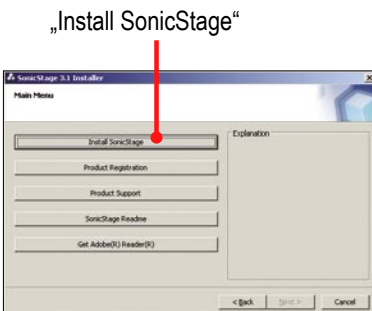 „Install SonicStage“
SonicStage 3.1 Installer
Main Menu
Install SonicStage
Explanation
Product Registration
Product Support
SonicStage Readme
Get Adobe(R) Reader(R)
< Back
Next >
Cancel